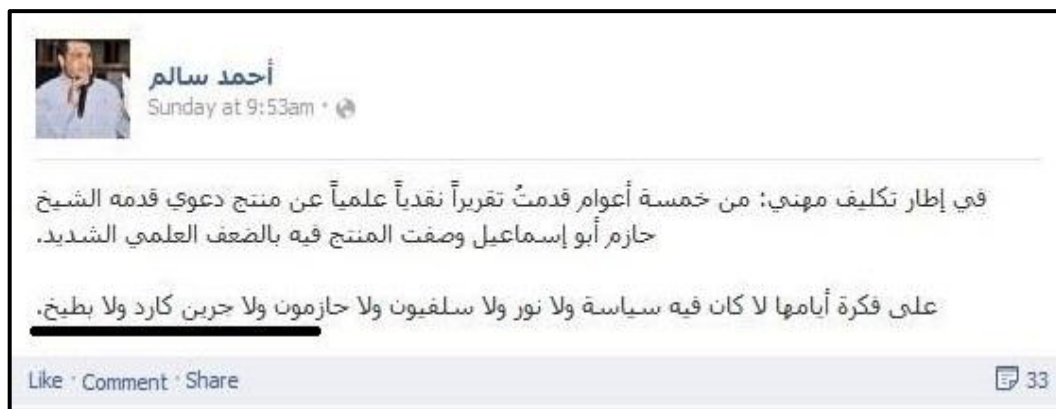 أحمد سالم
Sunday at 9:53am ·
في إطار تكليف مهني: من خمسة أعوام قدمتُ تقريراً نقدياً علمياً عن منتج دعوي قدمه الشيخ
حازم أبو إسماعيل وصفت المنتج فيه بالضعف العلمي الشديد.
على فكرة أيامها لا كان فيه سياسة ولا نور ولا سلفيون ولا حازمون ولا جرين كارد ولا بطيخ.
Like · Comment · Share 33